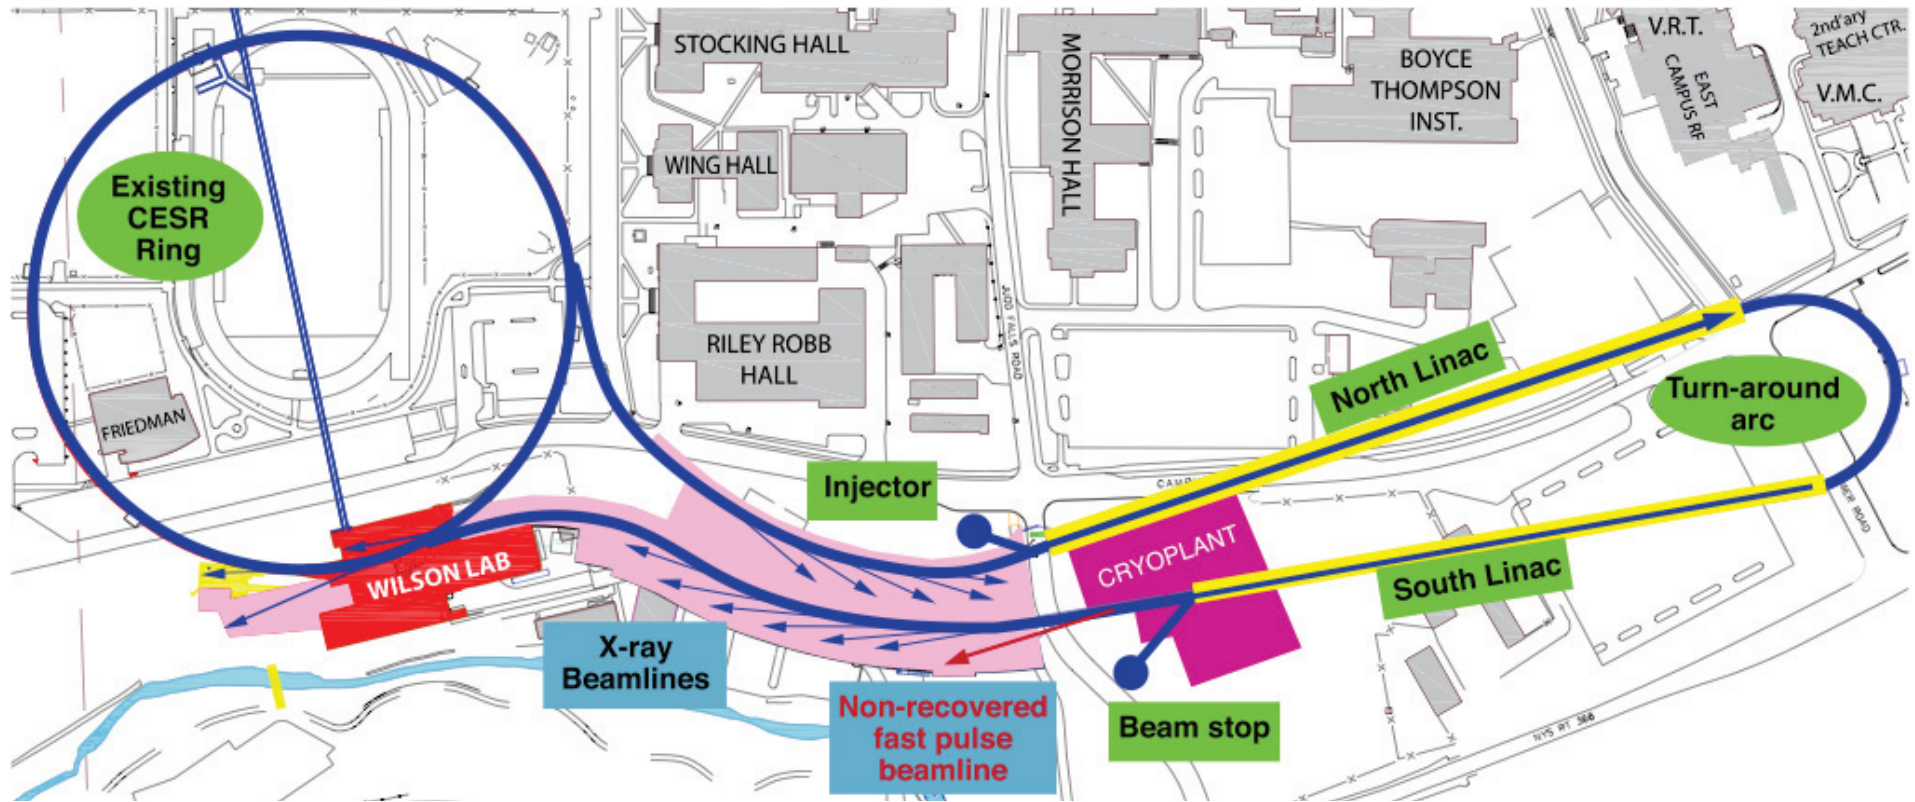 STOCKING HALL
MORRISON HALL
BOYCE
THOMPSON
INST.
V.R.T.
EAST
CAMPUS RF
2nd'ary
TEACH CTR.
V.M.C.
WING HALL
Existing
CESR
Ring
JUDD FALLS ROAD
RILEY ROBB
HALL
North Linac
Turn-around
arc
FRIEDMAN
Injector
CRYOPLANT
WILSON LAB
South Linac
X-ray
Beamlines
Non-recovered
fast pulse
beamline
Beam stop
NYS RT 366